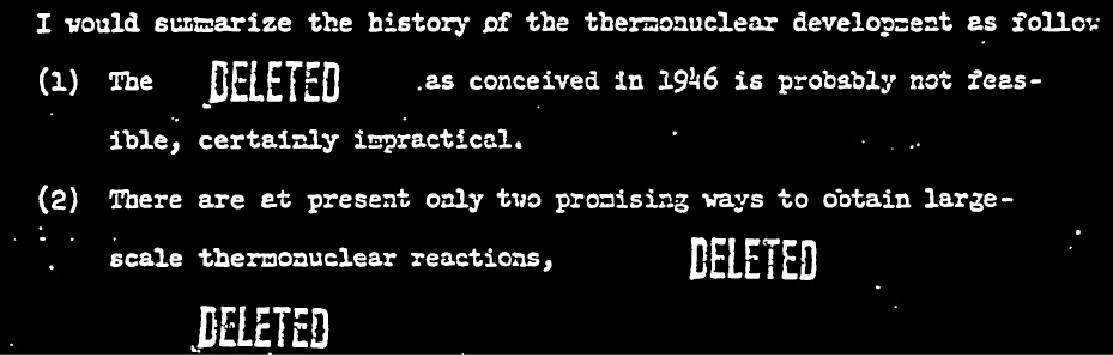 I would summarize the history of the thermonuclear development as follow
(1) The DELETED .as conceived in 1946 is probably not feas-
ible, certainly impractical.
(2) There are at present only two promising ways to obtain large-
scale thermonuclear reactions, DELETED
DELETED